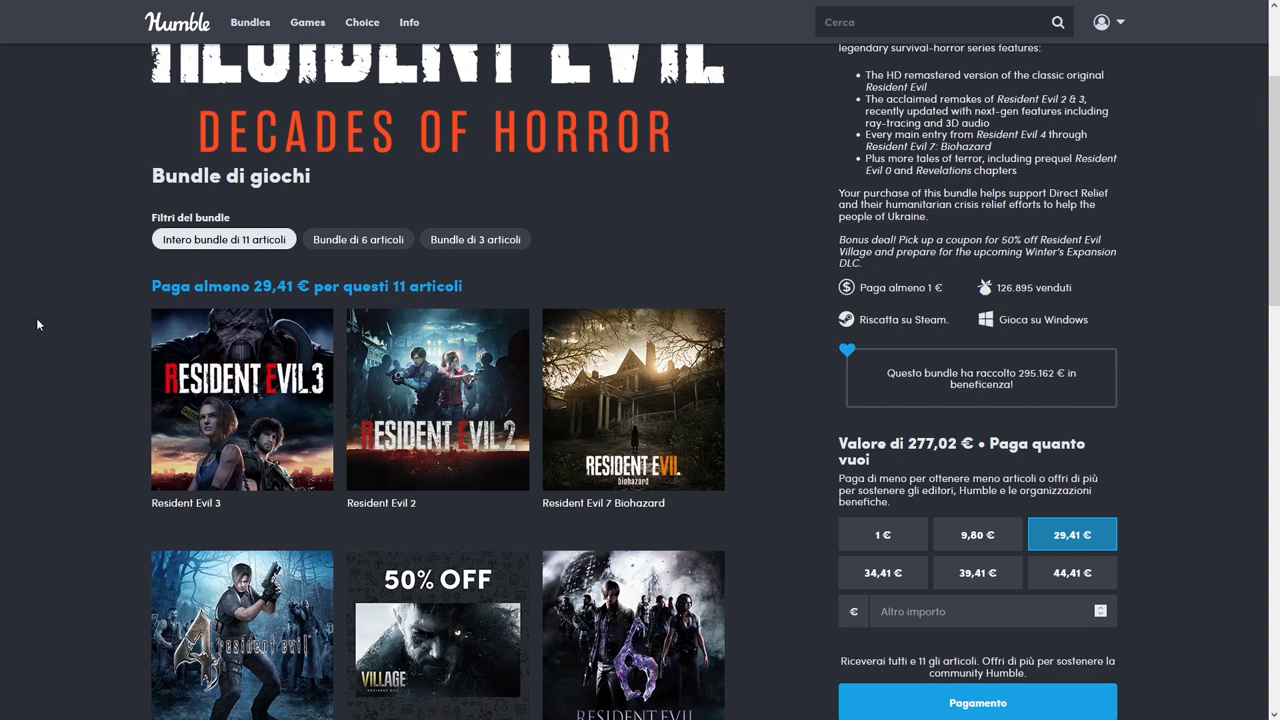 Humble
Bundles
Games
Choice
Info
Cerca
RESIDENT EVIL
DECADES OF HORROR
Bundle di giochi
Filtri del bundle
Intero bundle di 11 articoli
Bundle di 6 articoli
Bundle di 3 articoli
Paga almeno 29,41 € per questi 11 articoli
RESIDENT EVIL 3
RESIDENT EVIL 2
RESIDENT EVIL
biohazard
Resident Evil 3
Resident Evil 2
Resident Evil 7 Biohazard
resident evil
4
50% OFF
VILLAGE
RESIDENT EVIL
6
RESIDENT EVIL
legendary survival-horror series features:
• The HD remastered version of the classic original
Resident Evil
• The acclaimed remakes of Resident Evil 2 & 3,
recently updated with next-gen features including
ray-tracing and 3D audio
• Every main entry from Resident Evil 4 through
Resident Evil 7: Biohazard
• Plus more tales of terror, including prequel Resident
Evil 0 and Revelations chapters
Your purchase of this bundle helps support Direct Relief
and their humanitarian crisis relief efforts to help the
people of Ukraine.
Bonus deal! Pick up a coupon for 50% off Resident Evil
Village and prepare for the upcoming Winter's Expansion
DLC.
Paga almeno 1 €
126.895 venduti
Riscatta su Steam.
Gioca su Windows
Questo bundle ha raccolto 295.162 € in
beneficenza!
Valore di 277,02 € • Paga quanto
vuoi
Paga di meno per ottenere meno articoli o offri di più
per sostenere gli editori, Humble e le organizzazioni
benefiche.
1 €
9,80 €
29,41 €
34,41 €
39,41 €
44,41 €
€
Altro importo
Riceverai tutti e 11 gli articoli. Offri di più per sostenere la
community Humble.
Pagamento